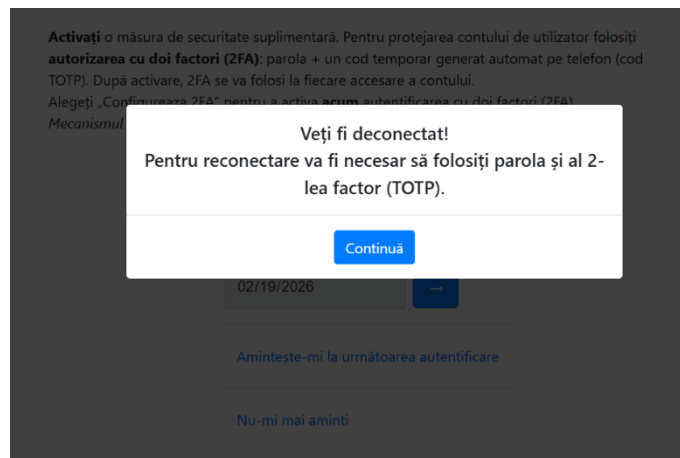 Activați o măsura de securitate suplimentară. Pentru protejarea contului de utilizator folosiți
autorizarea cu doi factori (2FA): parola + un cod temporar generat automat pe telefon (cod
TOTP). După activare, 2FA se va folosi la fiecare accesare a contului.
Alegeți „Configureaza 2FA” pentru a activa acum autentificarea cu doi factori (2FA)
Mecanismul
Veți fi deconectat!
Pentru reconectare va fi necesar să folosiți parola și al 2-
lea factor (TOTP).
Continuă
02/19/2026 →
Amintește-mi la următoarea autentificare
Nu-mi mai aminti